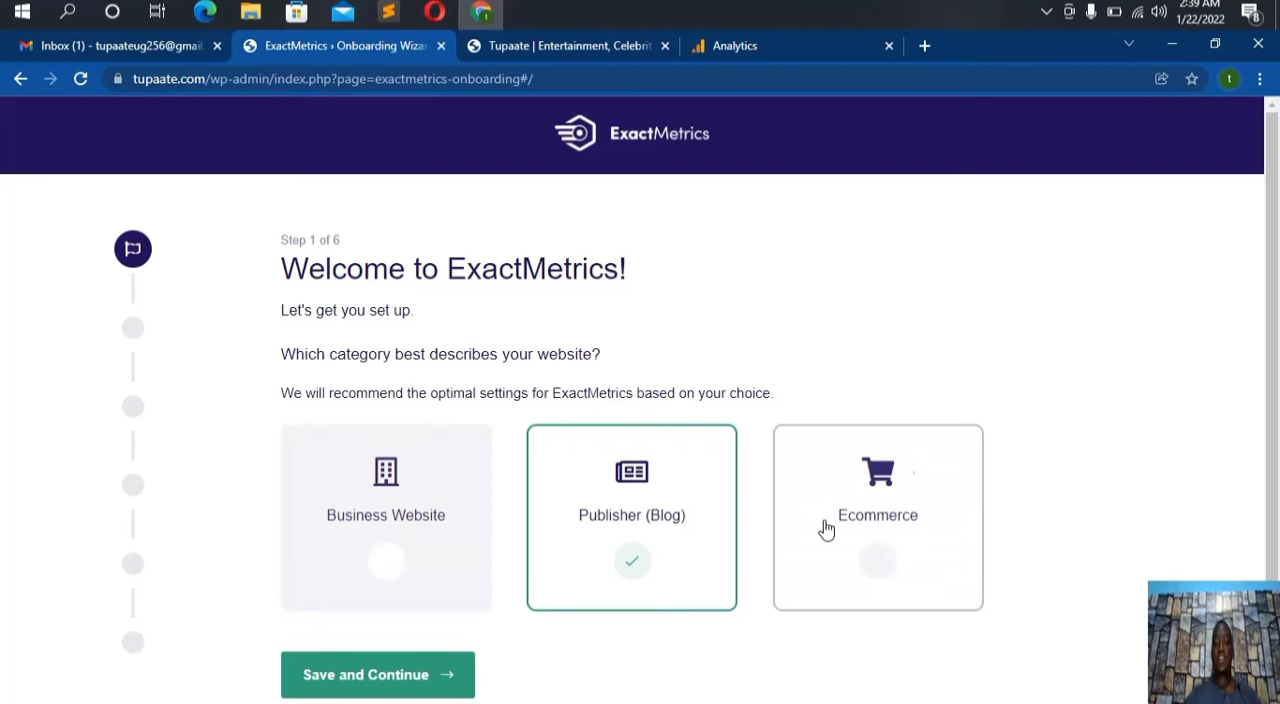 2:39 AM
1/22/2022
8
Inbox (1) - tupaateug256@gmail
ExactMetrics › Onboarding Wizar
Tupaate | Entertainment, Celebrit
Analytics
tupaate.com/wp-admin/index.php?page=exactmetrics-onboarding#/
t
ExactMetrics
Step 1 of 6
Welcome to ExactMetrics!
Let's get you set up.
Which category best describes your website?
We will recommend the optimal settings for ExactMetrics based on your choice.
Business Website
Publisher (Blog)
Ecommerce
Save and Continue →